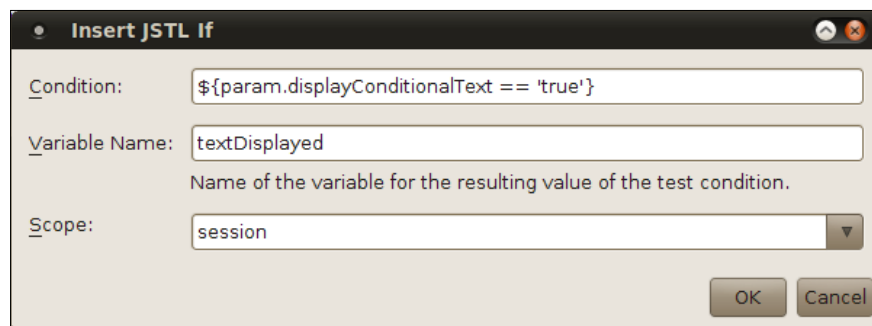 Insert JSTL If
Condition: ${param.displayConditionalText == 'true'}
Variable Name: textDisplayed
Name of the variable for the resulting value of the test condition.
Scope: session
OK Cancel